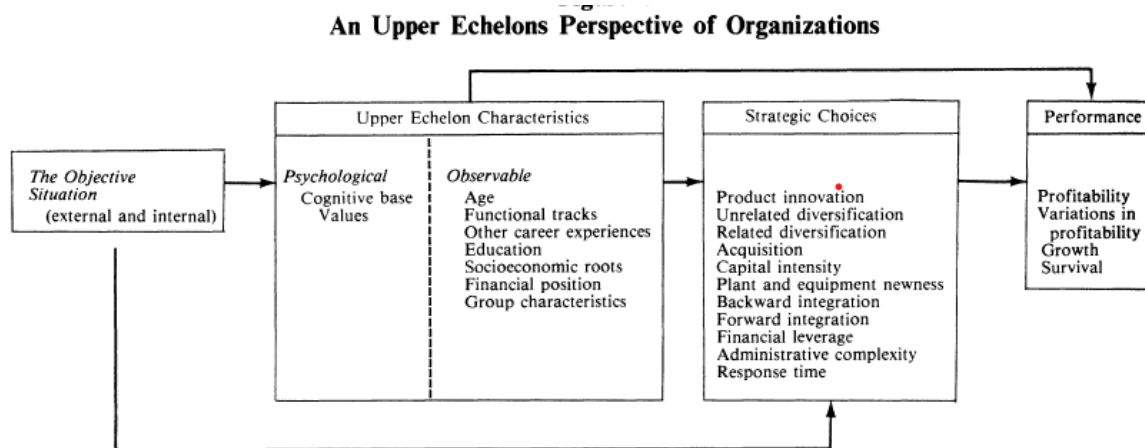 An Upper Echelons Perspective of Organizations
The Objective
Situation
(external and internal)
Upper Echelon Characteristics
Psychological
Cognitive base
Values
Observable
Age
Functional tracks
Other career experiences
Education
Socioeconomic roots
Financial position
Group characteristics
Strategic Choices
Product innovation
Unrelated diversification
Related diversification
Acquisition
Capital intensity
Plant and equipment newness
Backward integration
Forward integration
Financial leverage
Administrative complexity
Response time
Performance
Profitability
Variations in
profitability
Growth
Survival